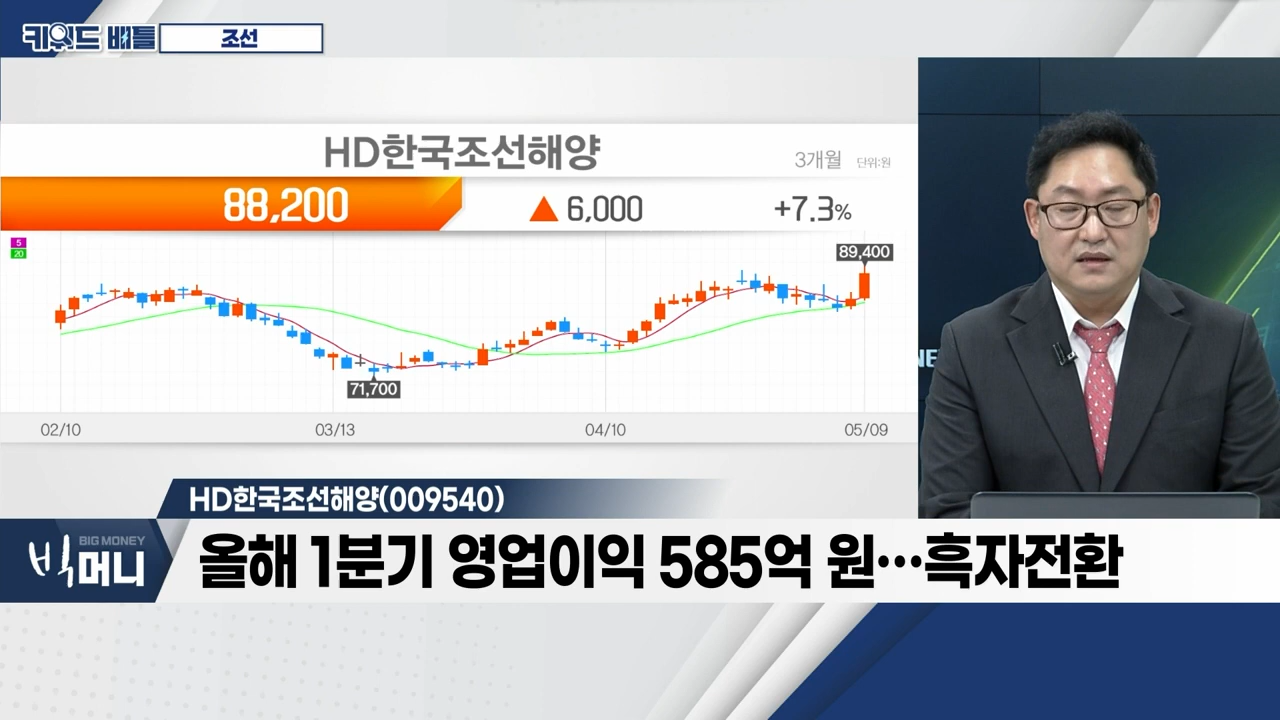 키워드 배틀
조선
HD한국조선해양
3개월 단위:원
88,200 ▲ 6,000 +7.3%
5
20
89,400
71,700
02/10 03/13 04/10 05/09
NE
HD한국조선해양(009540)
BIG MONEY
빅머니
올해 1분기 영업이익 585억 원…흑자전환